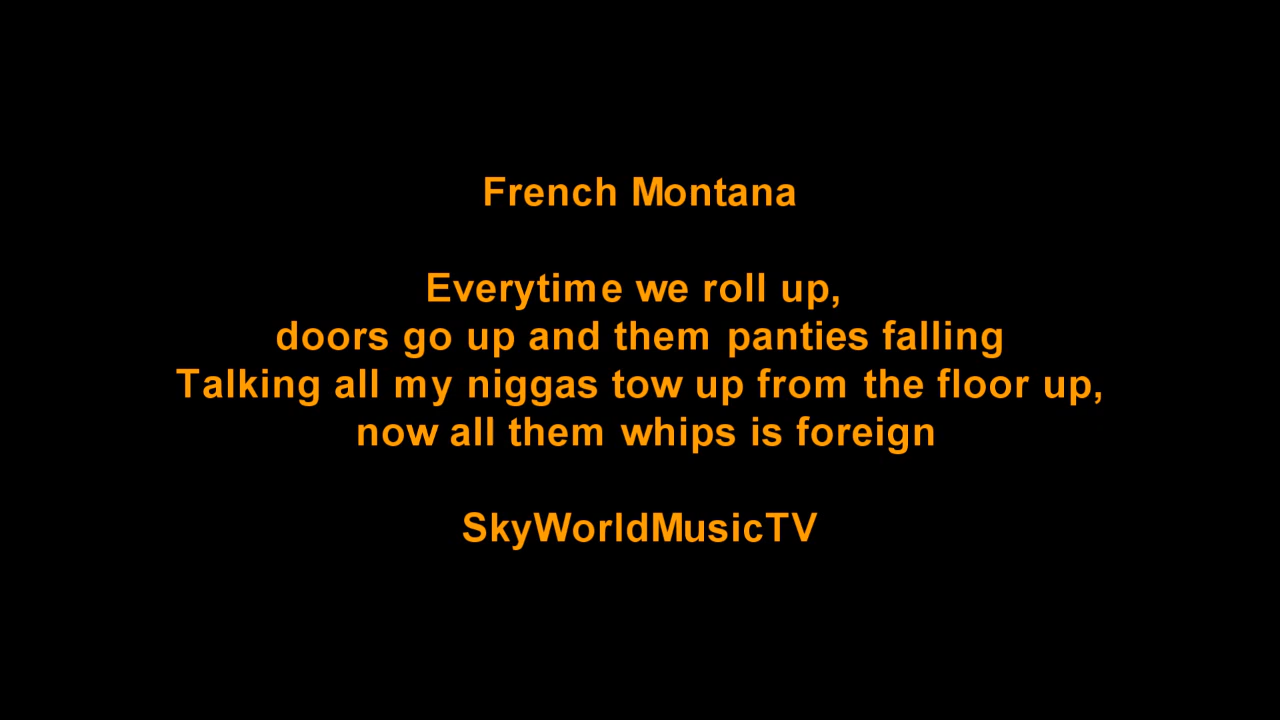 French Montana
Everytime we roll up,
doors go up and them panties falling
Talking all my niggas tow up from the floor up,
now all them whips is foreign
SkyWorldMusicTV